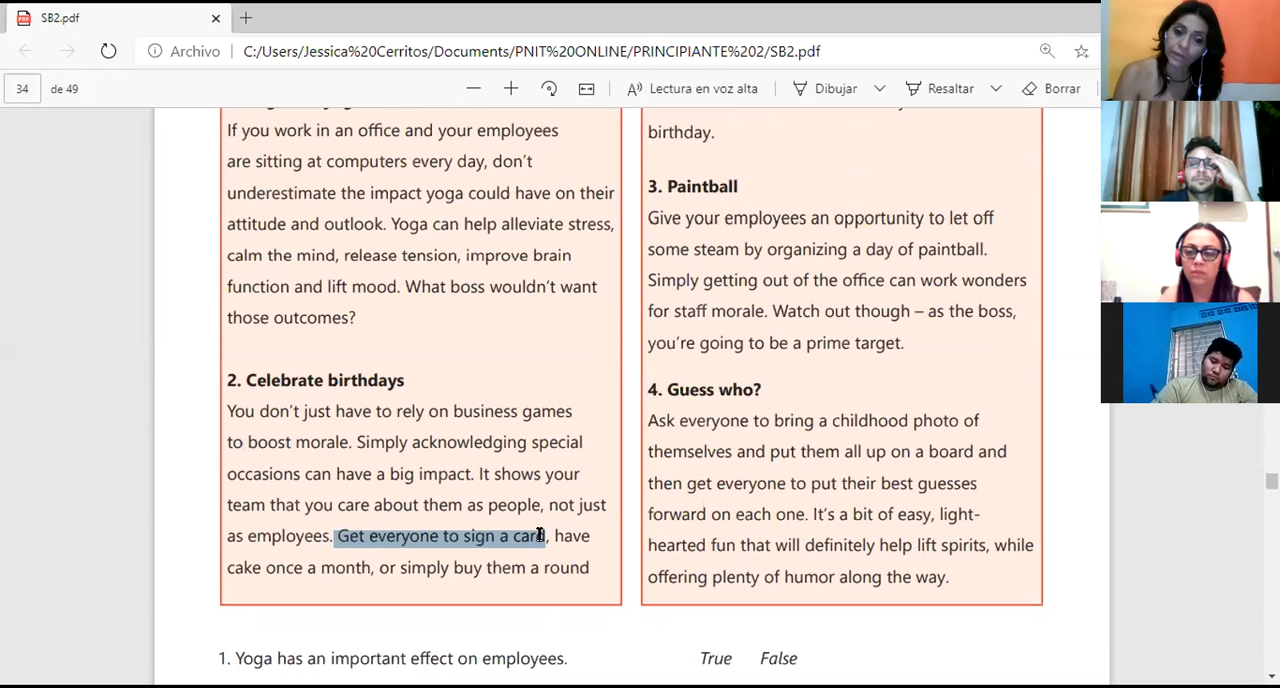 SB2.pdf
Archivo
C:/Users/Jessica%20Cerritos/Documents/PNIT%20ONLINE/PRINCIPIANTE%202/SB2.pdf
34
de 49
Lectura en voz alta
Dibujar
Resaltar
Borrar
If you work in an office and your employees
are sitting at computers every day, don't
underestimate the impact yoga could have on their
attitude and outlook. Yoga can help alleviate stress,
calm the mind, release tension, improve brain
function and lift mood. What boss wouldn't want
those outcomes?
2. Celebrate birthdays
You don't just have to rely on business games
to boost morale. Simply acknowledging special
occasions can have a big impact. It shows your
team that you care about them as people, not just
as employees. Get everyone to sign a card, have
cake once a month, or simply buy them a round
birthday.
3. Paintball
Give your employees an opportunity to let off
some steam by organizing a day of paintball.
Simply getting out of the office can work wonders
for staff morale. Watch out though – as the boss,
you're going to be a prime target.
4. Guess who?
Ask everyone to bring a childhood photo of
themselves and put them all up on a board and
then get everyone to put their best guesses
forward on each one. It's a bit of easy, light-
hearted fun that will definitely help lift spirits, while
offering plenty of humor along the way.
1. Yoga has an important effect on employees.
True
False